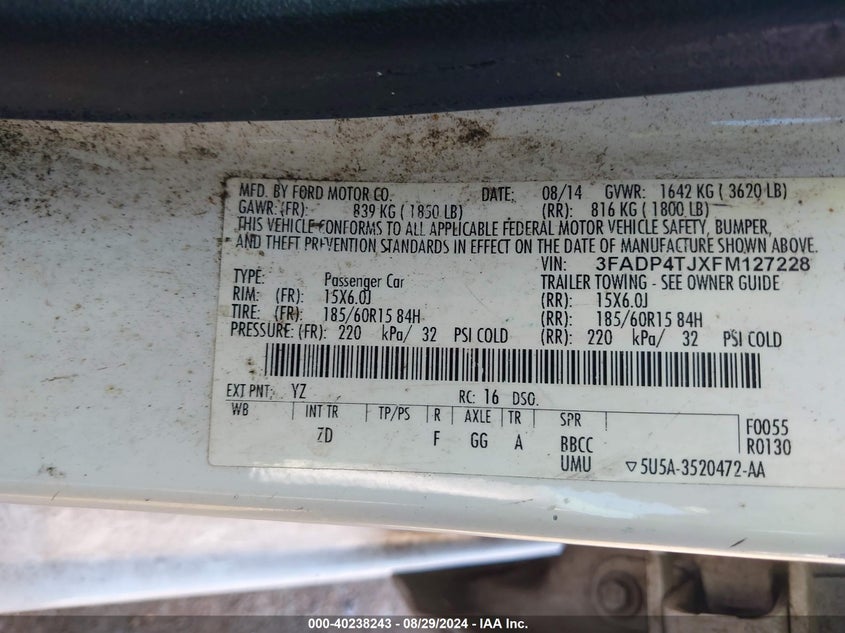 MFD. BY FORD MOTOR CO. DATE: 08/14 GVWR: 1642 KG ( 3620 LB)
GAWR: (FR): 839 KG ( 1850 LB) (RR): 816 KG ( 1800 LB)
THIS VEHICLE CONFORMS TO ALL APPLICABLE FEDERAL MOTOR VEHICLE SAFETY, BUMPER,
AND THEFT PREVENTION STANDARDS IN EFFECT ON THE DATE OF MANUFACTURE SHOWN ABOVE.
VIN: 3FADP4TJXFM127228
TYPE: Passenger Car TRAILER TOWING - SEE OWNER GUIDE
RIM: (FR): 15X6.0J (RR): 15X6.0J
TIRE: (FR): 185/60R15 84H (RR): 185/60R15 84H
PRESSURE: (FR): 220 kPa/ 32 PSI COLD (RR): 220 kPa/ 32 PSI COLD
EXT PNT: YZ RC: 16 DSO:
WB INT TR TP/PS R AXLE TR SPR F0055
7D F GG A BBCC R0130
UMU ▽5U5A-3520472-AA
000-40238243 - 08/29/2024 - IAA Inc.